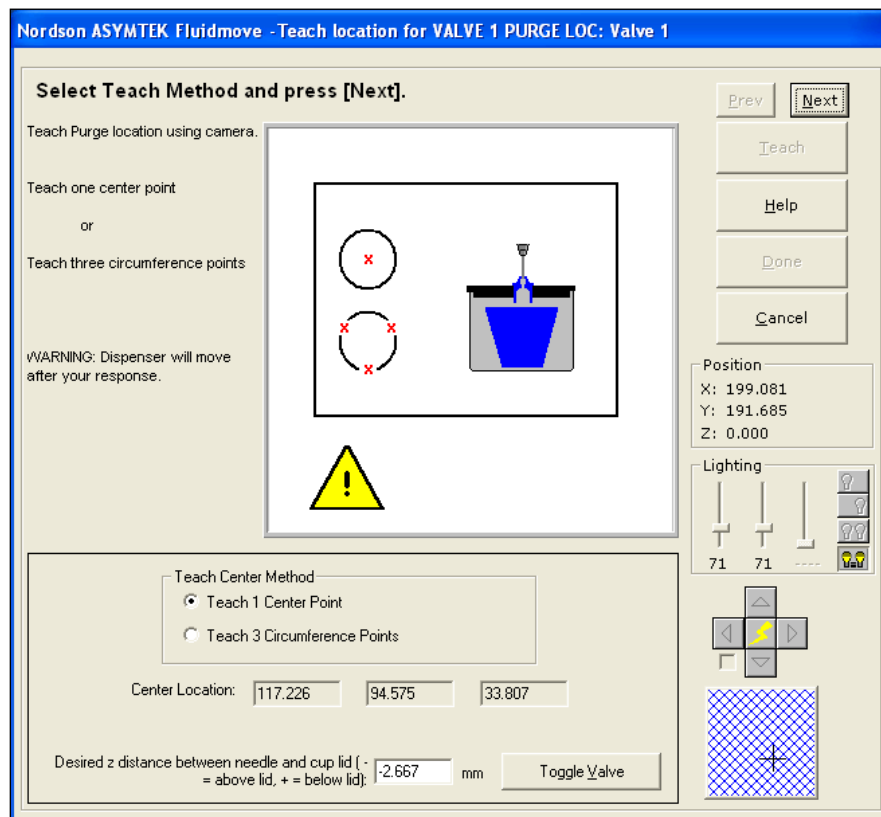 Nordson ASYMTEK Fluidmove -Teach location for VALVE 1 PURGE LOC: Valve 1
Select Teach Method and press [Next].
Teach Purge location using camera.
Teach one center point
or
Teach three circumference points
WARNING: Dispenser will move
after your response.
x
x x
x
!
Prev Next
Teach
Help
Done
Cancel
Position
X: 199.081
Y: 191.685
Z: 0.000
Lighting
71 71 ----
Teach Center Method
Teach 1 Center Point
Teach 3 Circumference Points
Center Location: 117.226 94.575 33.807
Desired z distance between needle and cup lid ( -
= above lid, + = below lid): -2.667 mm Toggle Valve